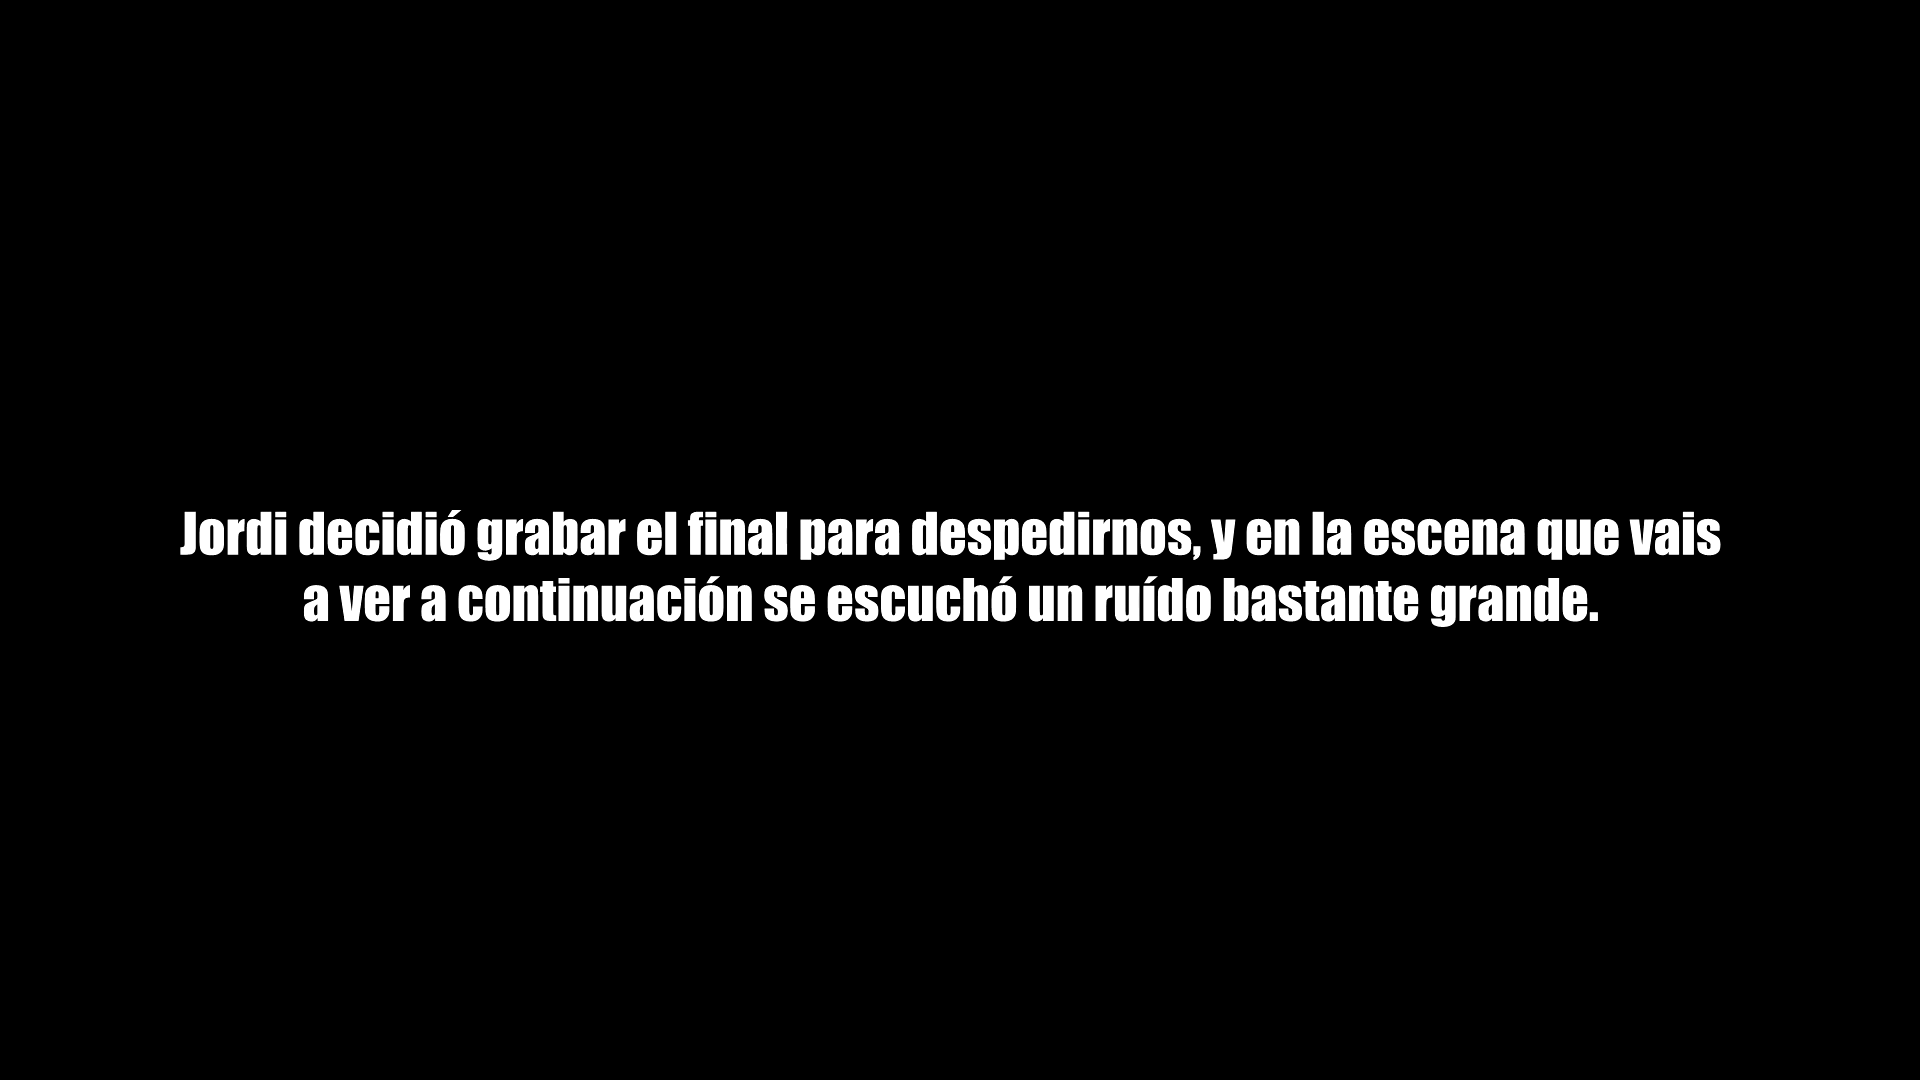 Jordi decidió grabar el final para despedirnos, y en la escena que vais
a ver a continuación se escuchó un ruído bastante grande.